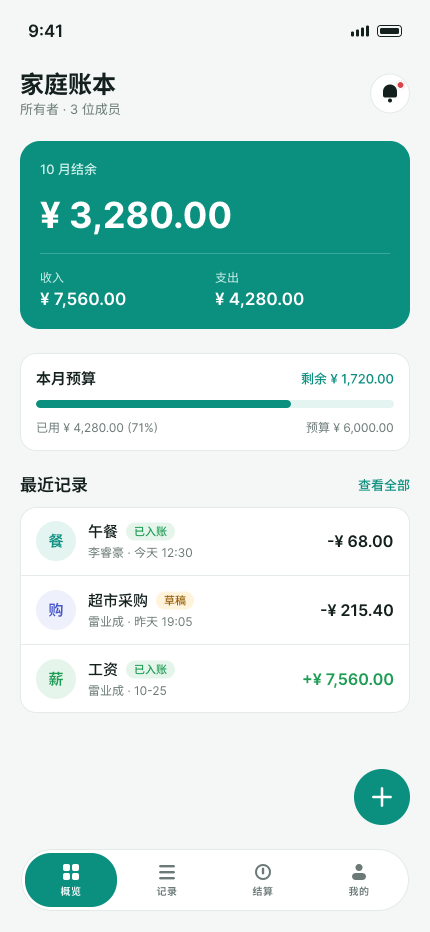 9:41
家庭账本
所有者 · 3 位成员
10 月结余
¥ 3,280.00
收入 支出
¥ 7,560.00 ¥ 4,280.00
本月预算 剩余 ¥ 1,720.00
已用 ¥ 4,280.00 (71%) 预算 ¥ 6,000.00
最近记录 查看全部
餐 午餐 已入账 -¥ 68.00
李睿豪 · 今天 12:30
购 超市采购 草稿 -¥ 215.40
雷业成 · 昨天 19:05
薪 工资 已入账 +¥ 7,560.00
雷业成 · 10-25
概览 记录 结算 我的